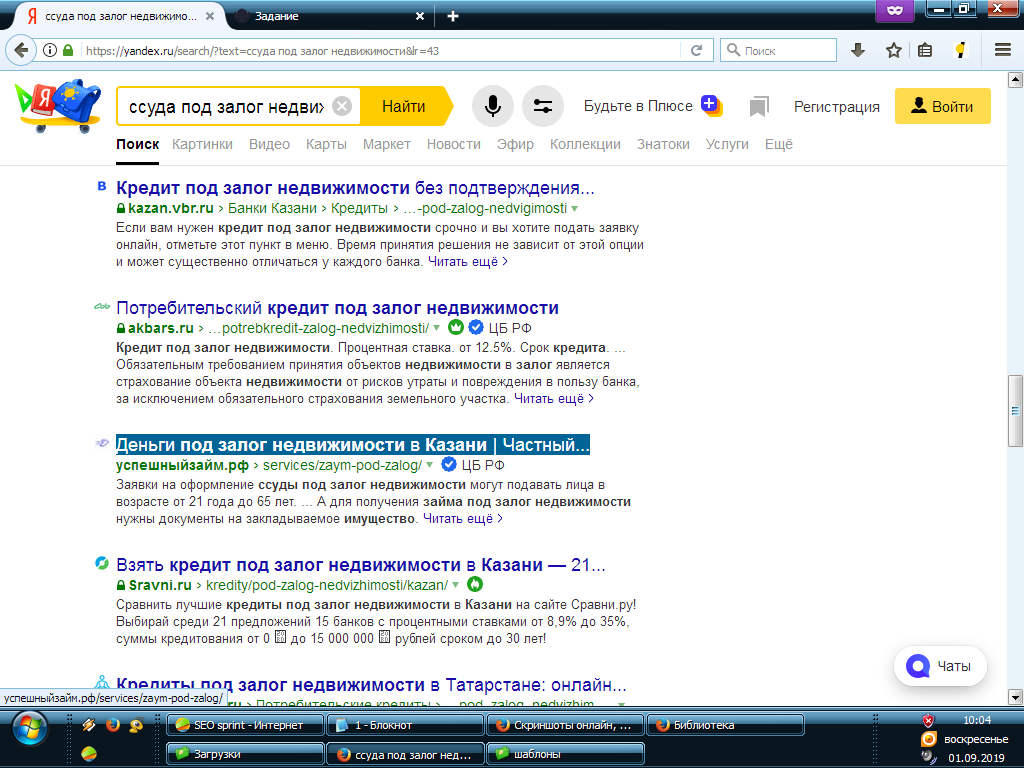 ссуда под залог недвижимо...
Задание
https://yandex.ru/search/?text=ссуда под залог недвижимости&lr=43
Поиск
Я
ссуда под залог недвиж
Найти
Будьте в Плюсе
Регистрация
Войти
Поиск Картинки Видео Карты Маркет Новости Эфир Коллекции Знатоки Услуги Ещё
Кредит под залог недвижимости без подтверждения...
kazan.vbr.ru › Банки Казани › Кредиты › ...-pod-zalog-nedvigimosti
Если вам нужен кредит под залог недвижимости срочно и вы хотите подать заявку
онлайн, отметьте этот пункт в меню. Время принятия решения не зависит от этой опции
и может существенно отличаться у каждого банка. Читать ещё >
Потребительский кредит под залог недвижимости
akbars.ru › ...potrebkredit-zalog-nedvizhimosti/ ЦБ РФ
Кредит под залог недвижимости. Процентная ставка. от 12.5%. Срок кредита. ...
Обязательным требованием принятия объектов недвижимости в залог является
страхование объекта недвижимости от рисков утраты и повреждения в пользу банка,
за исключением обязательного страхования земельного участка. Читать ещё >
Деньги под залог недвижимости в Казани | Частный...
успешныйзайм.рф › services/zaym-pod-zalog/ ЦБ РФ
Заявки на оформление ссуды под залог недвижимости могут подавать лица в
возрасте от 21 года до 65 лет. ... А для получения займа под залог недвижимости
нужны документы на закладываемое имущество. Читать ещё >
Взять кредит под залог недвижимости в Казани — 21...
Sravni.ru › kredity/pod-zalog-nedvizhimosti/kazan/
Сравнить лучшие кредиты под залог недвижимости в Казани на сайте Сравни.ру!
Выбирай среди 21 предложений 15 банков с процентными ставками от 8,9% до 35%,
суммы кредитования от 0 до 15 000 000 рублей сроком до 30 лет!
Чаты
Кредиты под залог недвижимости в Татарстане: онлайн...
успешныйзайм.рф/services/zaym-pod-zalog/
SEO sprint - Интернет
1 - Блокнот
Скриншоты онлайн, ...
Библиотека
Загрузки
ссуда под залог нед...
шаблоны
10:04
воскресенье
01.09.2019